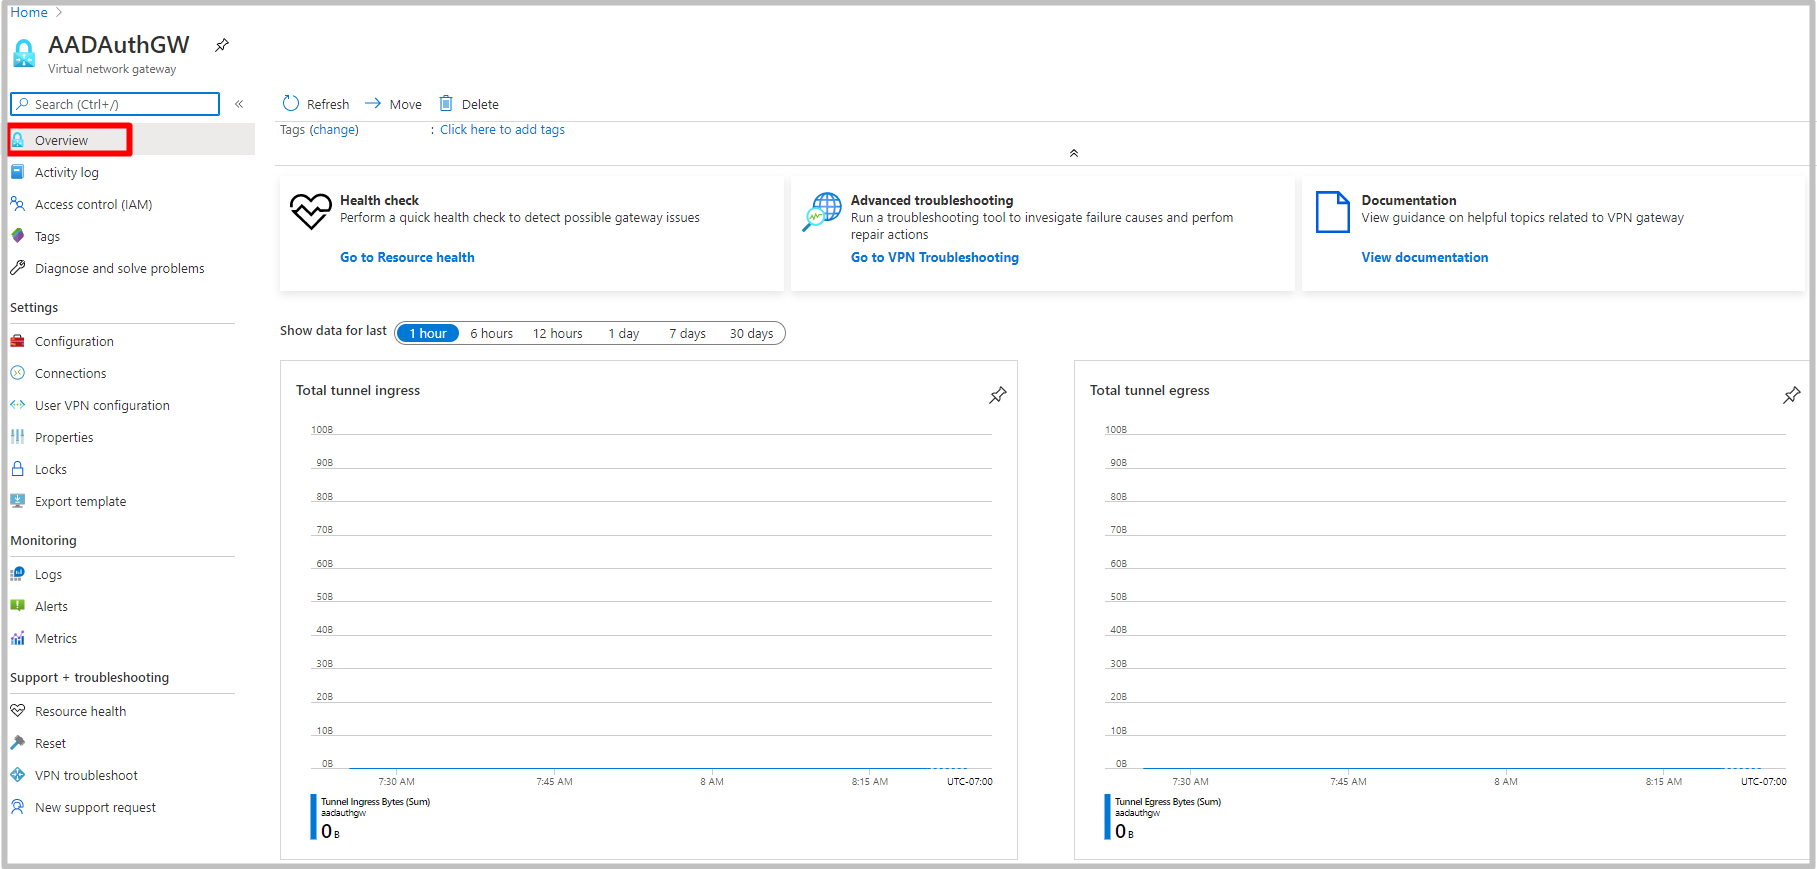 Home
AADAuthGW
Virtual network gateway
Search (Ctrl+/)
«
Overview
Activity log
Access control (IAM)
Tags
Diagnose and solve problems
Settings
Configuration
Connections
User VPN configuration
Properties
Locks
Export template
Monitoring
Logs
Alerts
Metrics
Support + troubleshooting
Resource health
Reset
VPN troubleshoot
New support request
Refresh Move Delete
Tags (change) : Click here to add tags
Health check
Perform a quick health check to detect possible gateway issues
Go to Resource health
Advanced troubleshooting
Run a troubleshooting tool to invesigate failure causes and perfom
repair actions
Go to VPN Troubleshooting
Documentation
View guidance on helpful topics related to VPN gateway
View documentation
Show data for last 1 hour 6 hours 12 hours 1 day 7 days 30 days
Total tunnel ingress
100B
90B
80B
70B
60B
50B
40B
30B
20B
10B
0B
7:30 AM 7:45 AM 8 AM 8:15 AM UTC-07:00
Tunnel Ingress Bytes (Sum)
aadauthgw
0 B
Total tunnel egress
100B
90B
80B
70B
60B
50B
40B
30B
20B
10B
0B
7:30 AM 7:45 AM 8 AM 8:15 AM UTC-07:00
Tunnel Egress Bytes (Sum)
aadauthgw
0 B